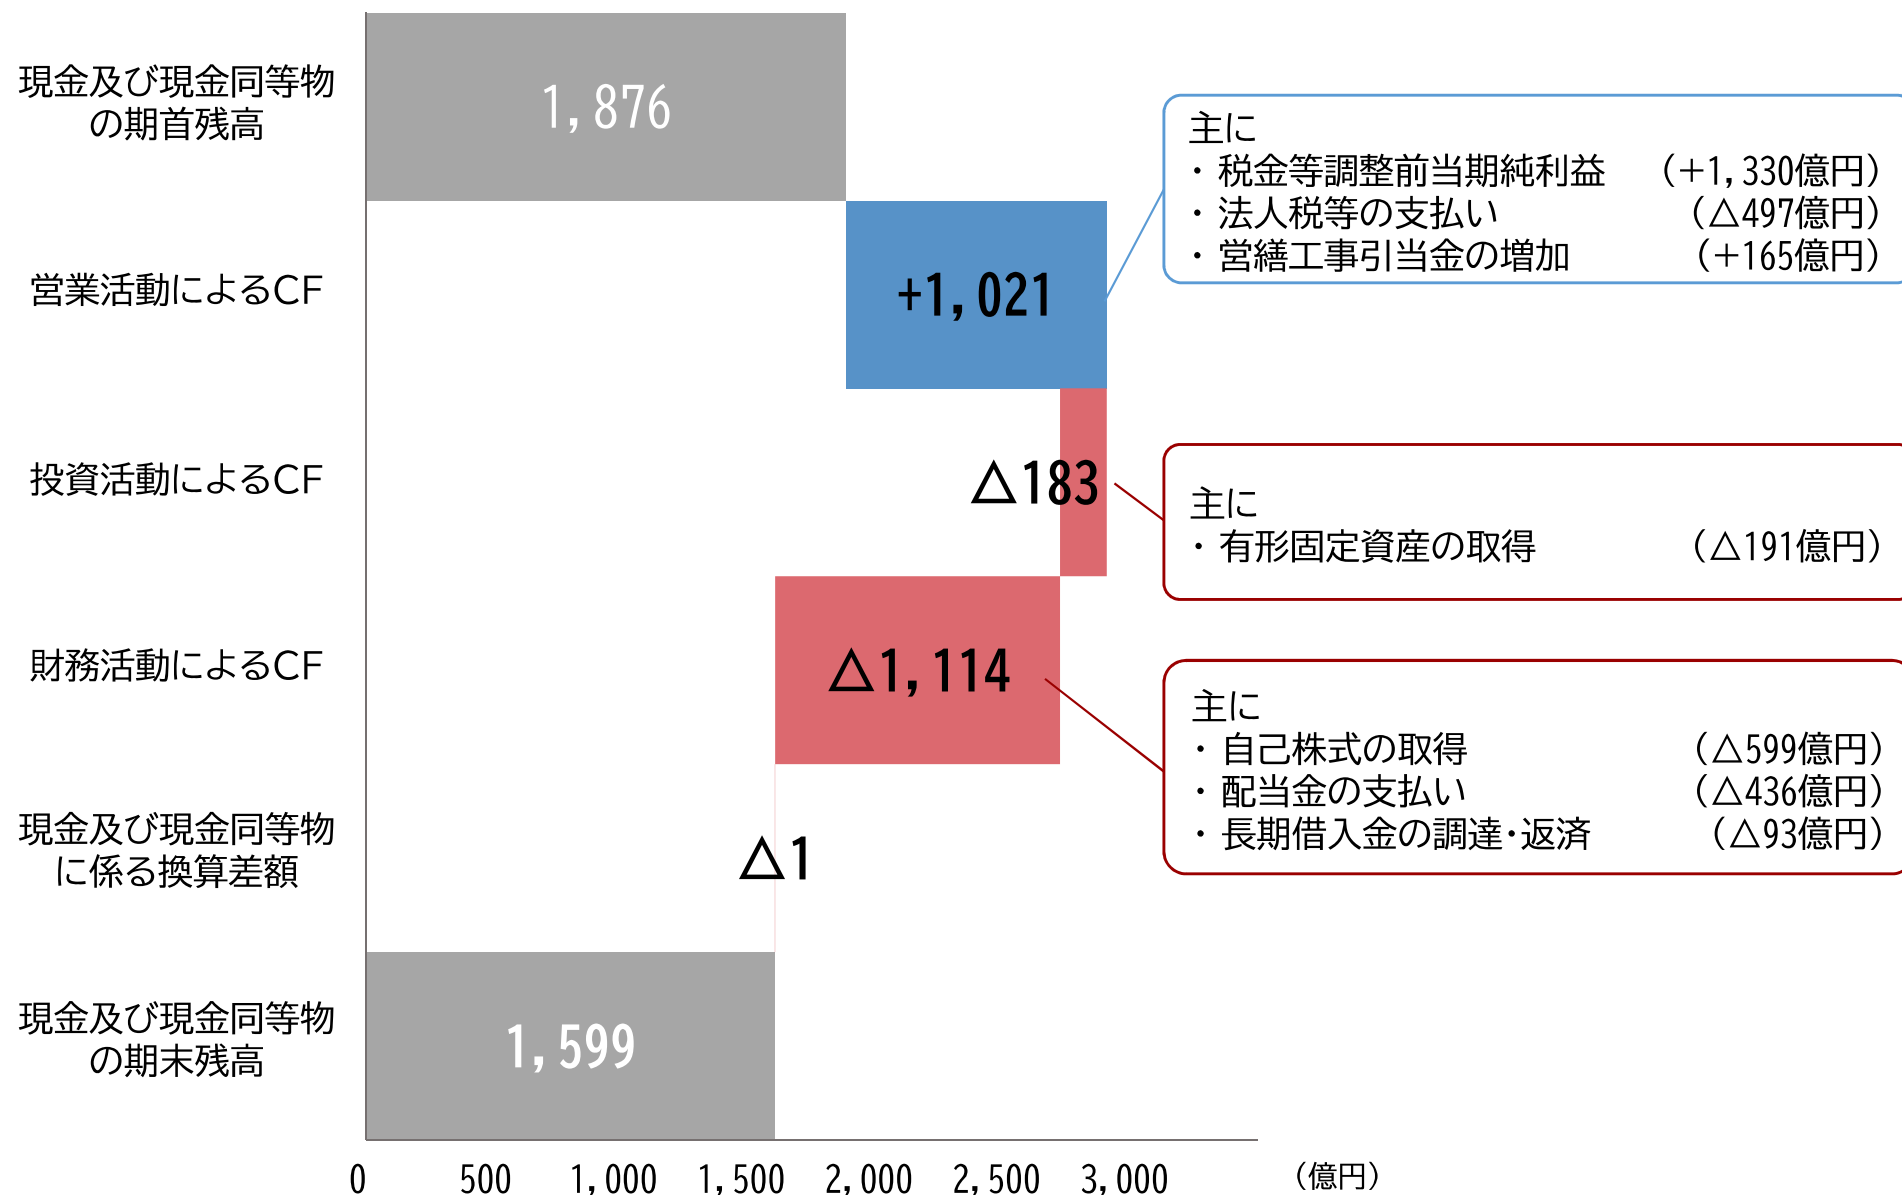 現金及び現金同等物
の期首残高
1,876
営業活動によるCF
+1,021
主に
・税金等調整前当期純利益 （+1,330億円）
・法人税等の支払い （△497億円）
・営繕工事引当金の増加 （+165億円）
投資活動によるCF
△183
主に
・有形固定資産の取得 （△191億円）
財務活動によるCF
△1,114
主に
・自己株式の取得 （△599億円）
・配当金の支払い （△436億円）
・長期借入金の調達・返済 （△93億円）
現金及び現金同等物
に係る換算差額
△1
現金及び現金同等物
の期末残高
1,599
0 500 1,000 1,500 2,000 2,500 3,000 （億円）